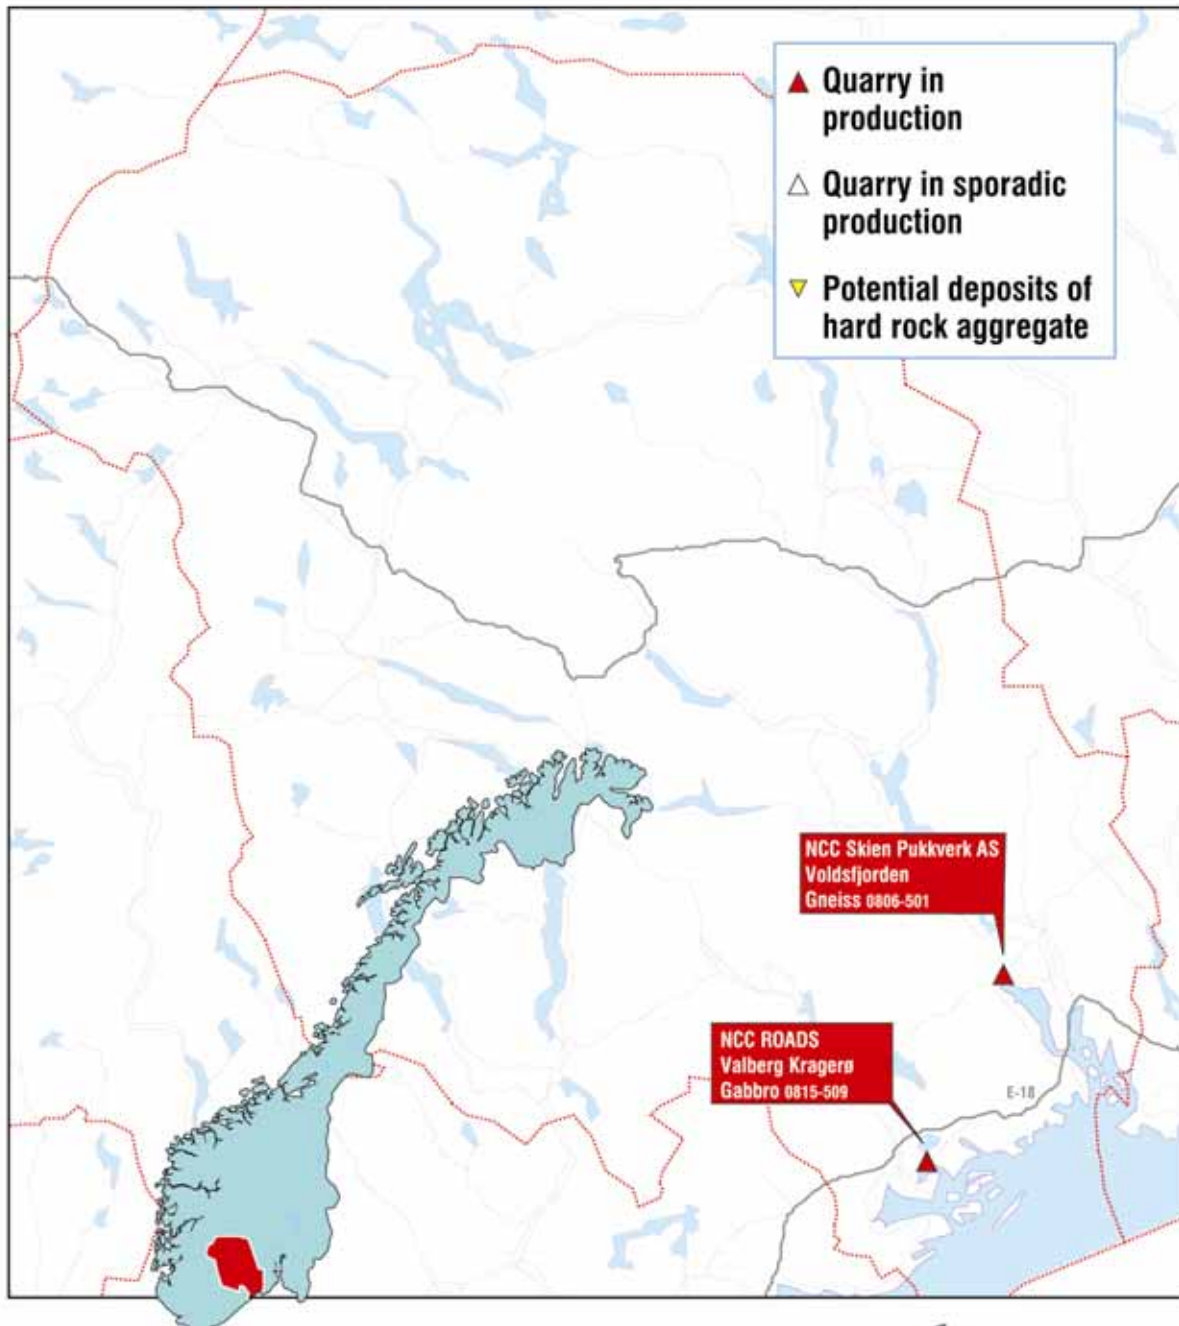 Quarry in
production
Quarry in sporadic
production
Potential deposits of
hard rock aggregate
NCC Skien Pukkverk AS
Voldsfjorden
Gneiss 0806-501
NCC ROADS
Valberg Kragerø
Gabbro 0815-509
E-18